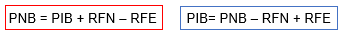 PNB = PIB + RFN – RFE
PIB= PNB – RFN + RFE